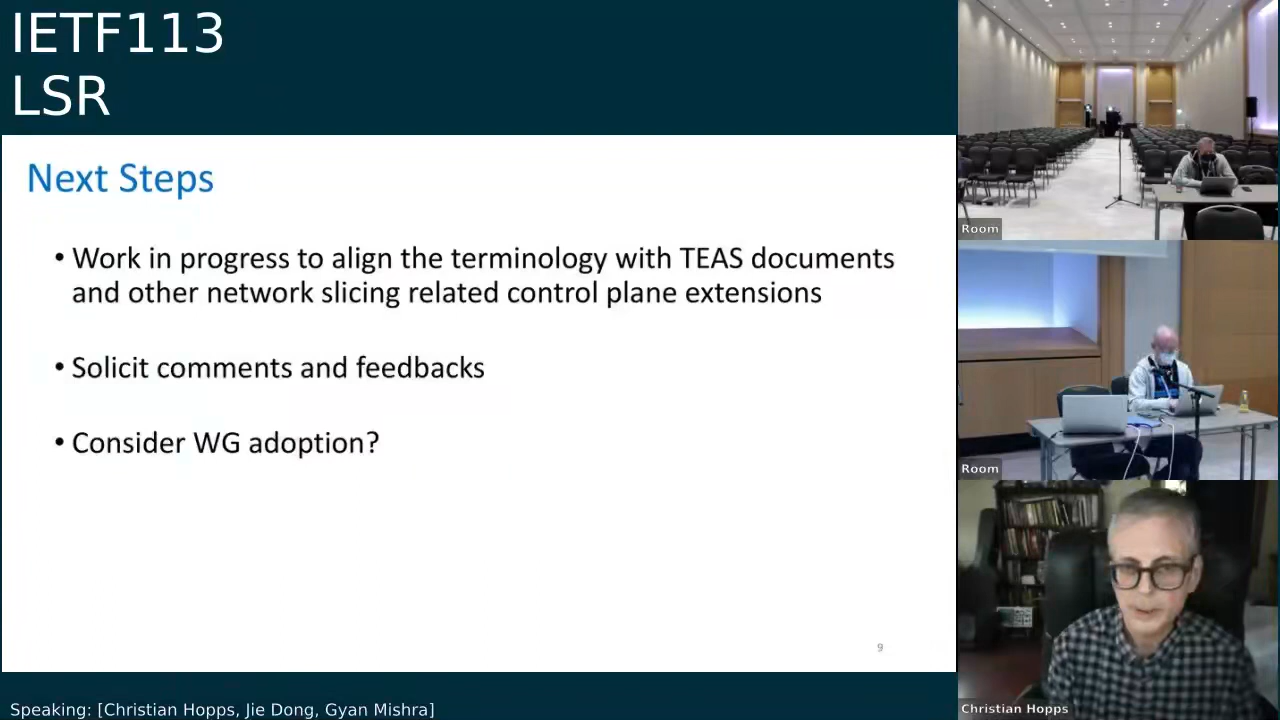 IETF113
LSR
Next Steps
• Work in progress to align the terminology with TEAS documents
and other network slicing related control plane extensions
• Solicit comments and feedbacks
• Consider WG adoption?
9
Speaking: [Christian Hopps, Jie Dong, Gyan Mishra]
Room
Room
Christian Hopps